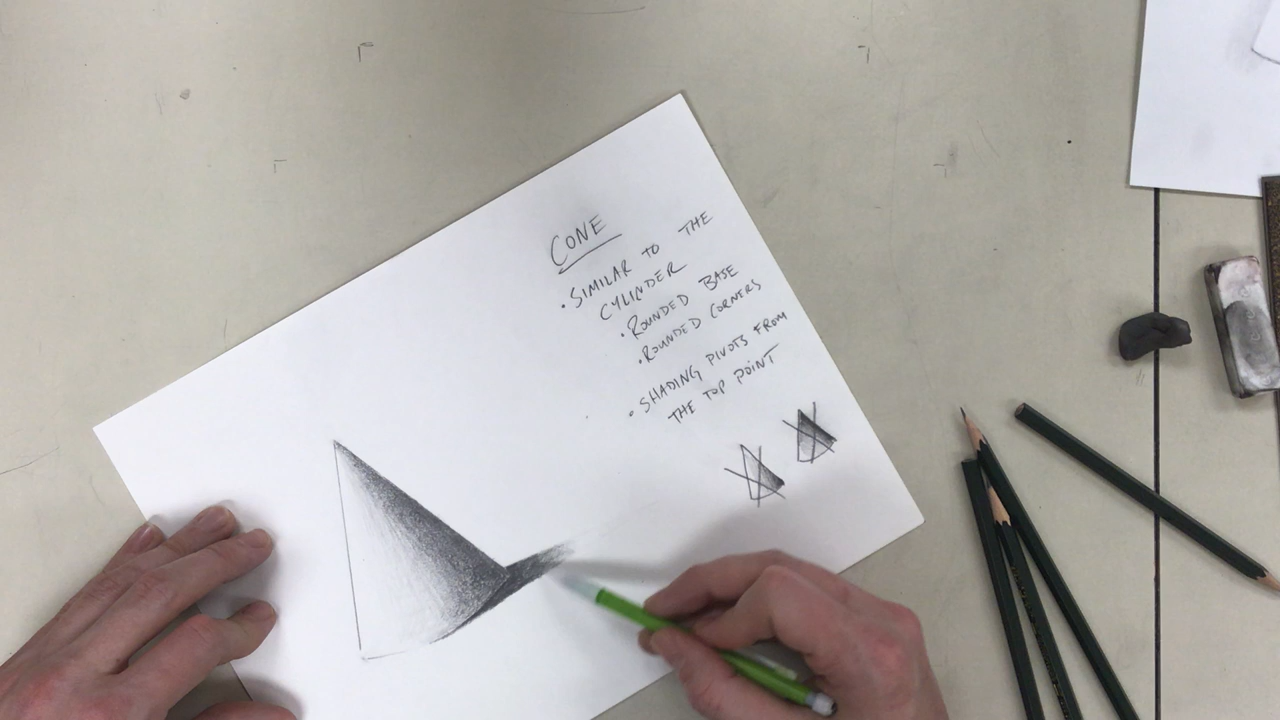 CONE
• SIMILAR TO THE
CYLINDER
• ROUNDED BASE
• ROUNDED CORNERS
• SHADING PIVOTS FROM
THE TOP POINT